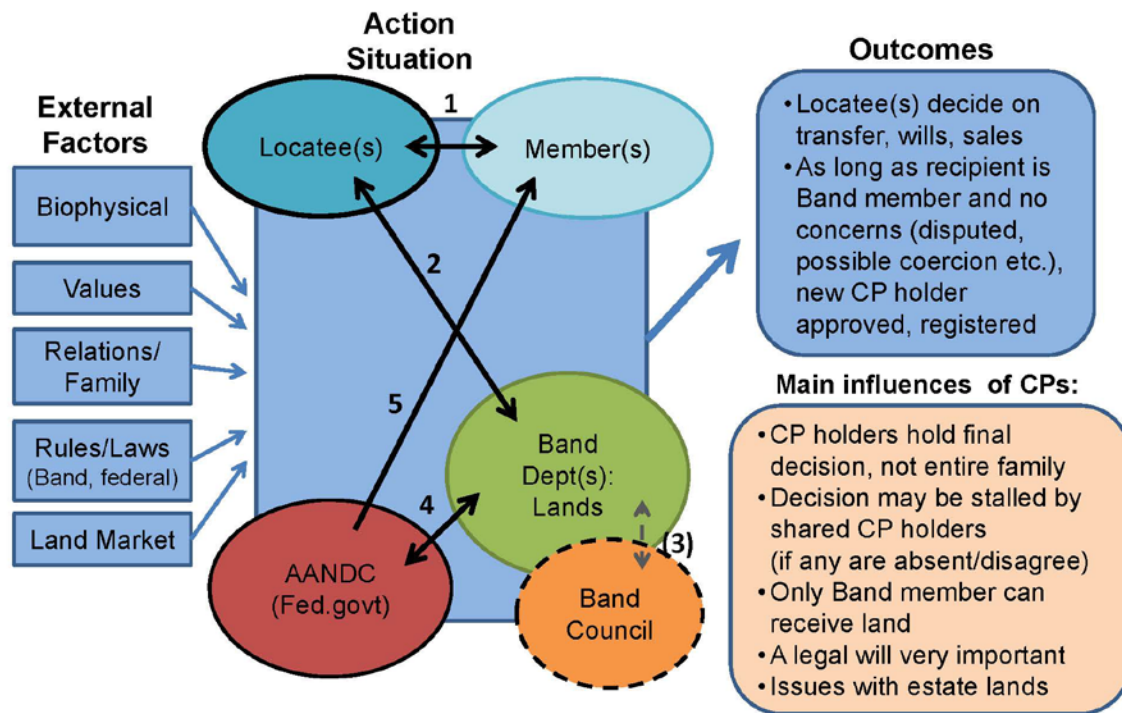 Action
Situation
External
Factors
Biophysical
Values
Relations/
Family
Rules/Laws
(Band, federal)
Land Market
Locatee(s)
1
Member(s)
2
5
4
Band
Dept(s):
Lands
(3)
AANDC
(Fed.govt)
Band
Council
Outcomes
•Locatee(s) decide on
transfer, wills, sales
•As long as recipient is
Band member and no
concerns (disputed,
possible coercion etc.),
new CP holder
approved, registered
Main influences of CPs:
•CP holders hold final
decision, not entire family
•Decision may be stalled by
shared CP holders
(if any are absent/disagree)
•Only Band member can
receive land
•A legal will very important
•Issues with estate lands